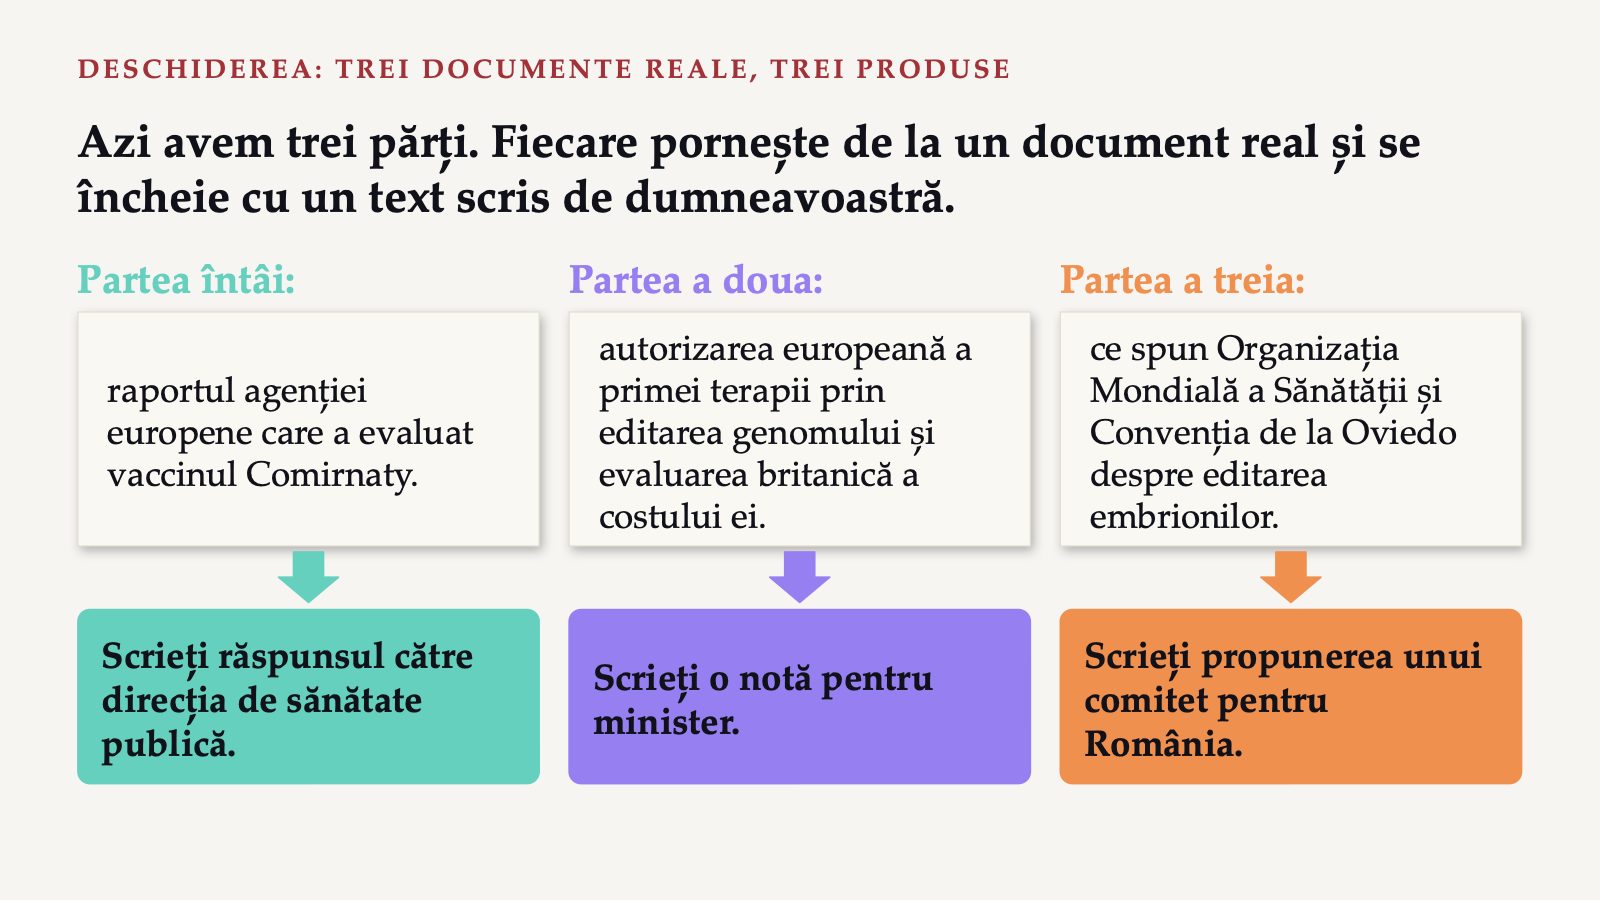 DESCHIDEREA: TREI DOCUMENTE REALE, TREI PRODUSE
Azi avem trei părți. Fiecare pornește de la un document real și se
încheie cu un text scris de dumneavoastră.
Partea întâi:
raportul agenției
europene care a evaluat
vaccinul Comirnaty.
Scrieți răspunsul către
direcția de sănătate
publică.
Partea a doua:
autorizarea europeană a
primei terapii prin
editarea genomului și
evaluarea britanică a
costului ei.
Scrieți o notă pentru
minister.
Partea a treia:
ce spun Organizația
Mondială a Sănătății și
Convenția de la Oviedo
despre editarea
embrionilor.
Scrieți propunerea unui
comitet pentru
România.